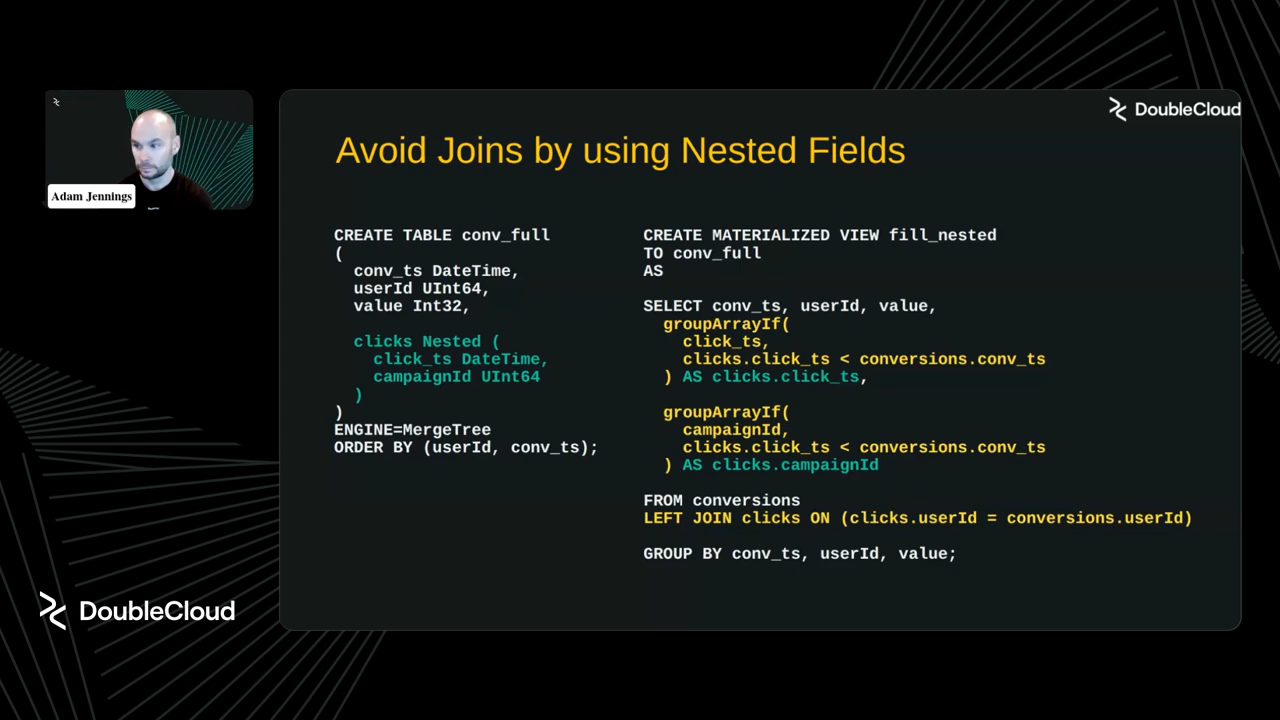 DoubleCloud
Adam Jennings
Avoid Joins by using Nested Fields
CREATE TABLE conv_full
(
  conv_ts DateTime,
  userId UInt64,
  value Int32,
  clicks Nested (
    click_ts DateTime,
    campaignId UInt64
  )
)
ENGINE=MergeTree
ORDER BY (userId, conv_ts);
CREATE MATERIALIZED VIEW fill_nested
TO conv_full
AS
SELECT conv_ts, userId, value,
  groupArrayIf(
    click_ts,
    clicks.click_ts < conversions.conv_ts
  ) AS clicks.click_ts,
  groupArrayIf(
    campaignId,
    clicks.click_ts < conversions.conv_ts
  ) AS clicks.campaignId
FROM conversions
LEFT JOIN clicks ON (clicks.userId = conversions.userId)
GROUP BY conv_ts, userId, value;
DoubleCloud